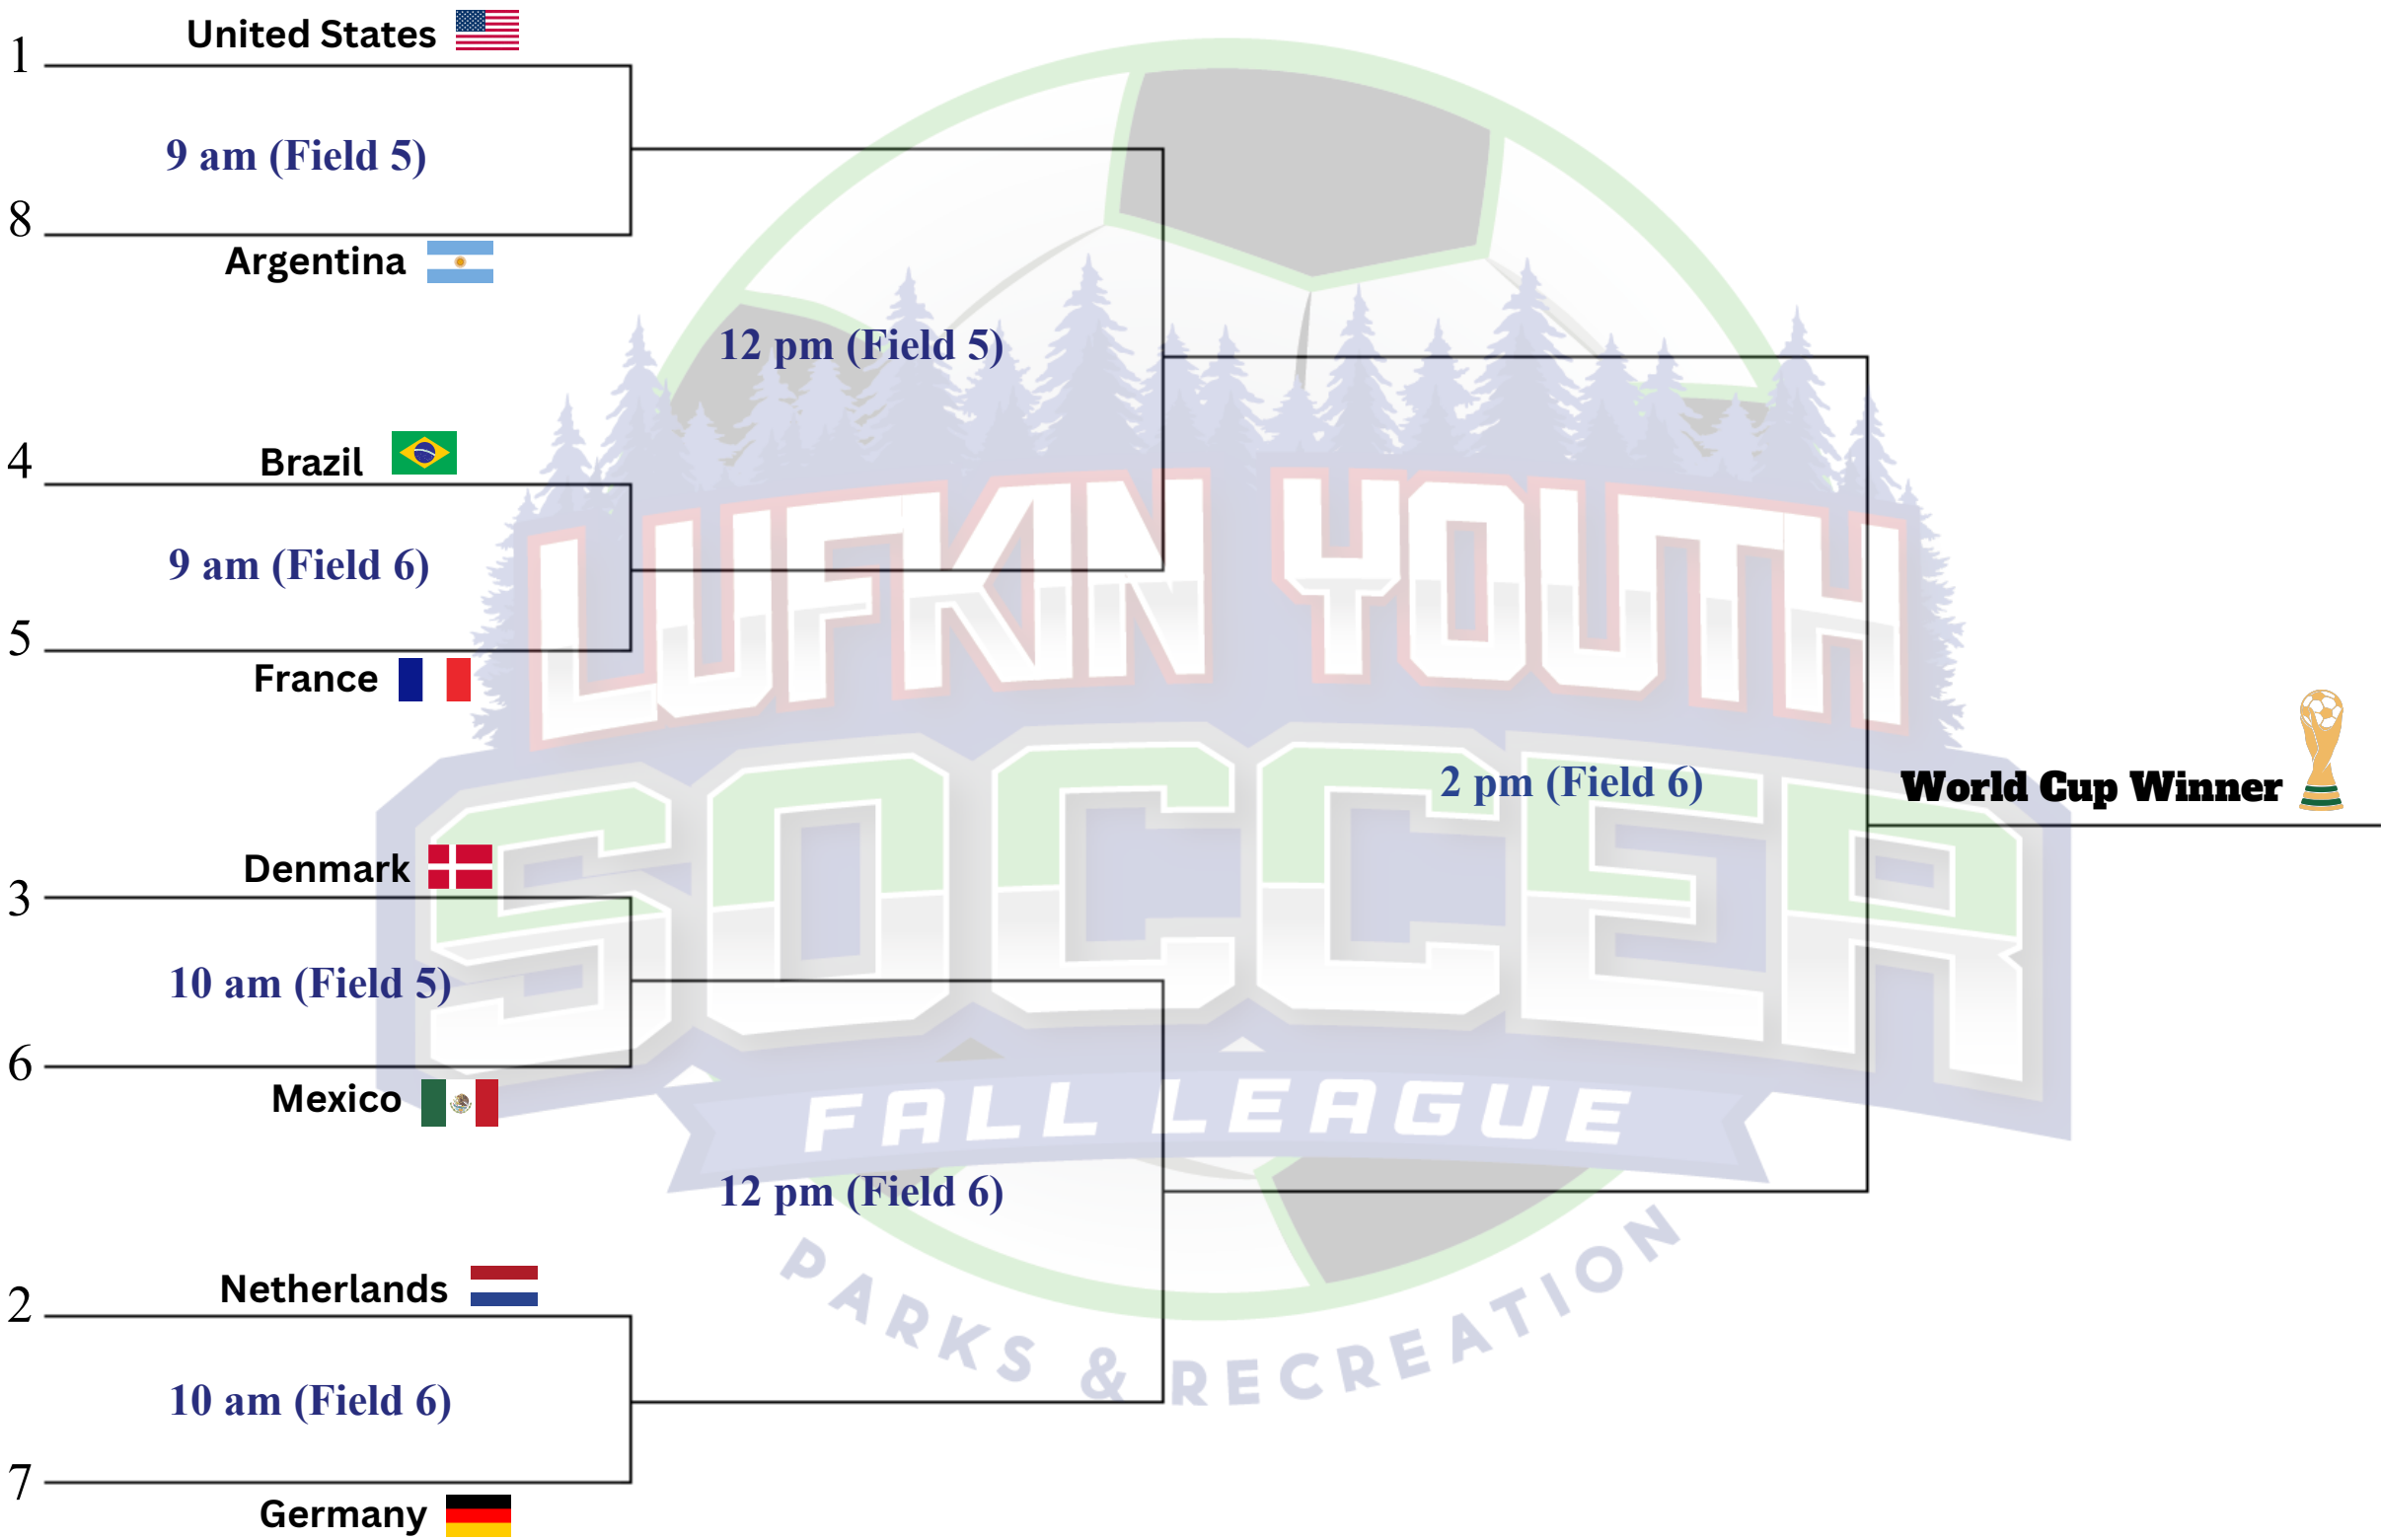 United States
1
9 am (Field 5)
8
Argentina
12 pm (Field 5)
Brazil
4
9 am (Field 6)
5
France
LUFKIN YOUTH
SOCCER
2 pm (Field 6)
World Cup Winner
Denmark
3
10 am (Field 5)
6
Mexico
FALL LEAGUE
12 pm (Field 6)
PARKS & RECREATION
Netherlands
2
10 am (Field 6)
7
Germany